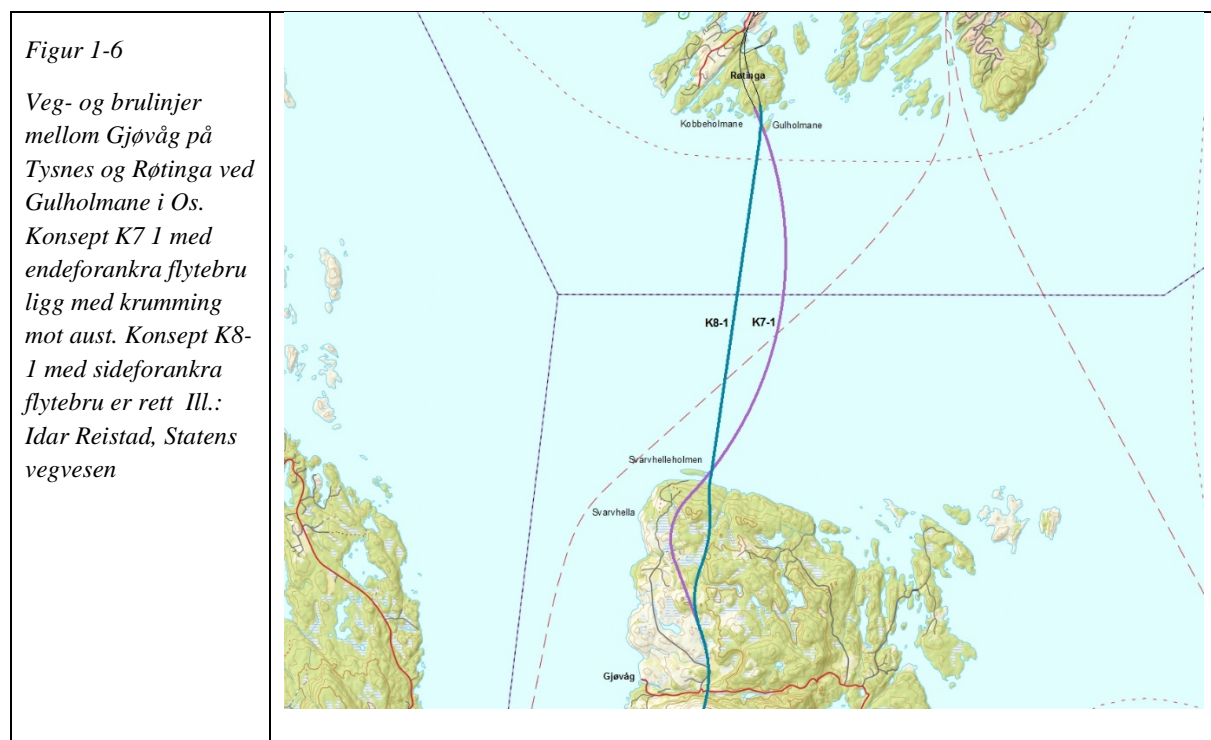 Figur 1-6
Veg- og brulinjer
mellom Gjøvåg på
Tysnes og Røtinga ved
Gulholmane i Os.
Konsept K7 1 med
endeforankra flytebru
ligg med krumming
mot aust. Konsept K8-
1 med sideforankra
flytebru er rett  Ill.:
Idar Reistad, Statens
vegvesen
Røtinga
Kobbeholmane
Gulholmane
K8-1
K7-1
Svarvhelleholmen
Svarvhella
Gjøvåg